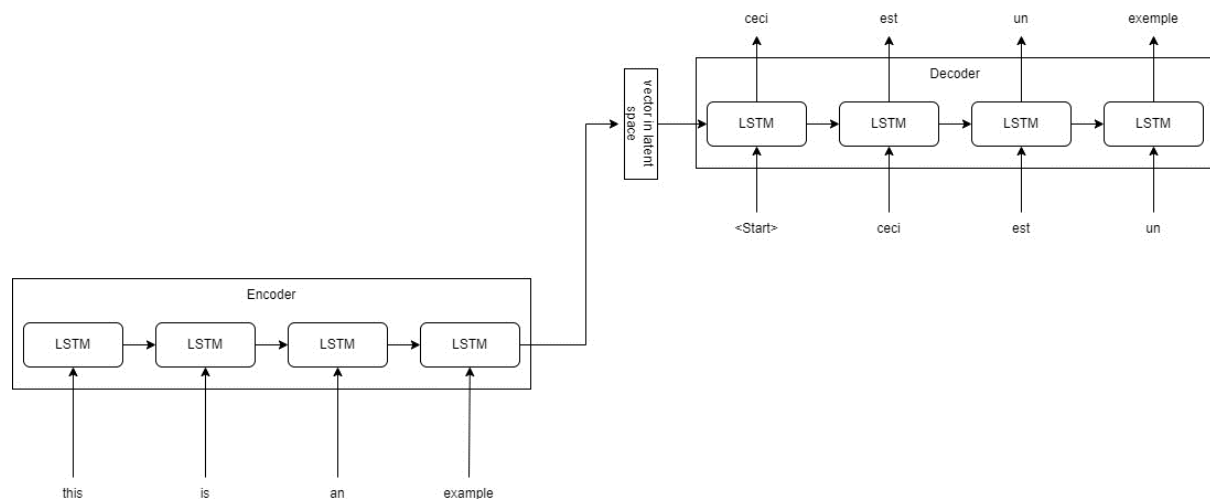 ceci est un exemple
Decoder
vector in latent
space
LSTM LSTM LSTM LSTM
<Start> ceci est un
Encoder
LSTM LSTM LSTM LSTM
this is an example